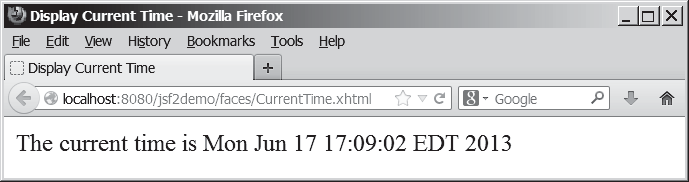 Display Current Time - Mozilla Firefox
File Edit View History Bookmarks Tools Help
Display Current Time +
localhost:8080/jsf2demo/faces/CurrentTime.xhtml g Google
The current time is Mon Jun 17 17:09:02 EDT 2013